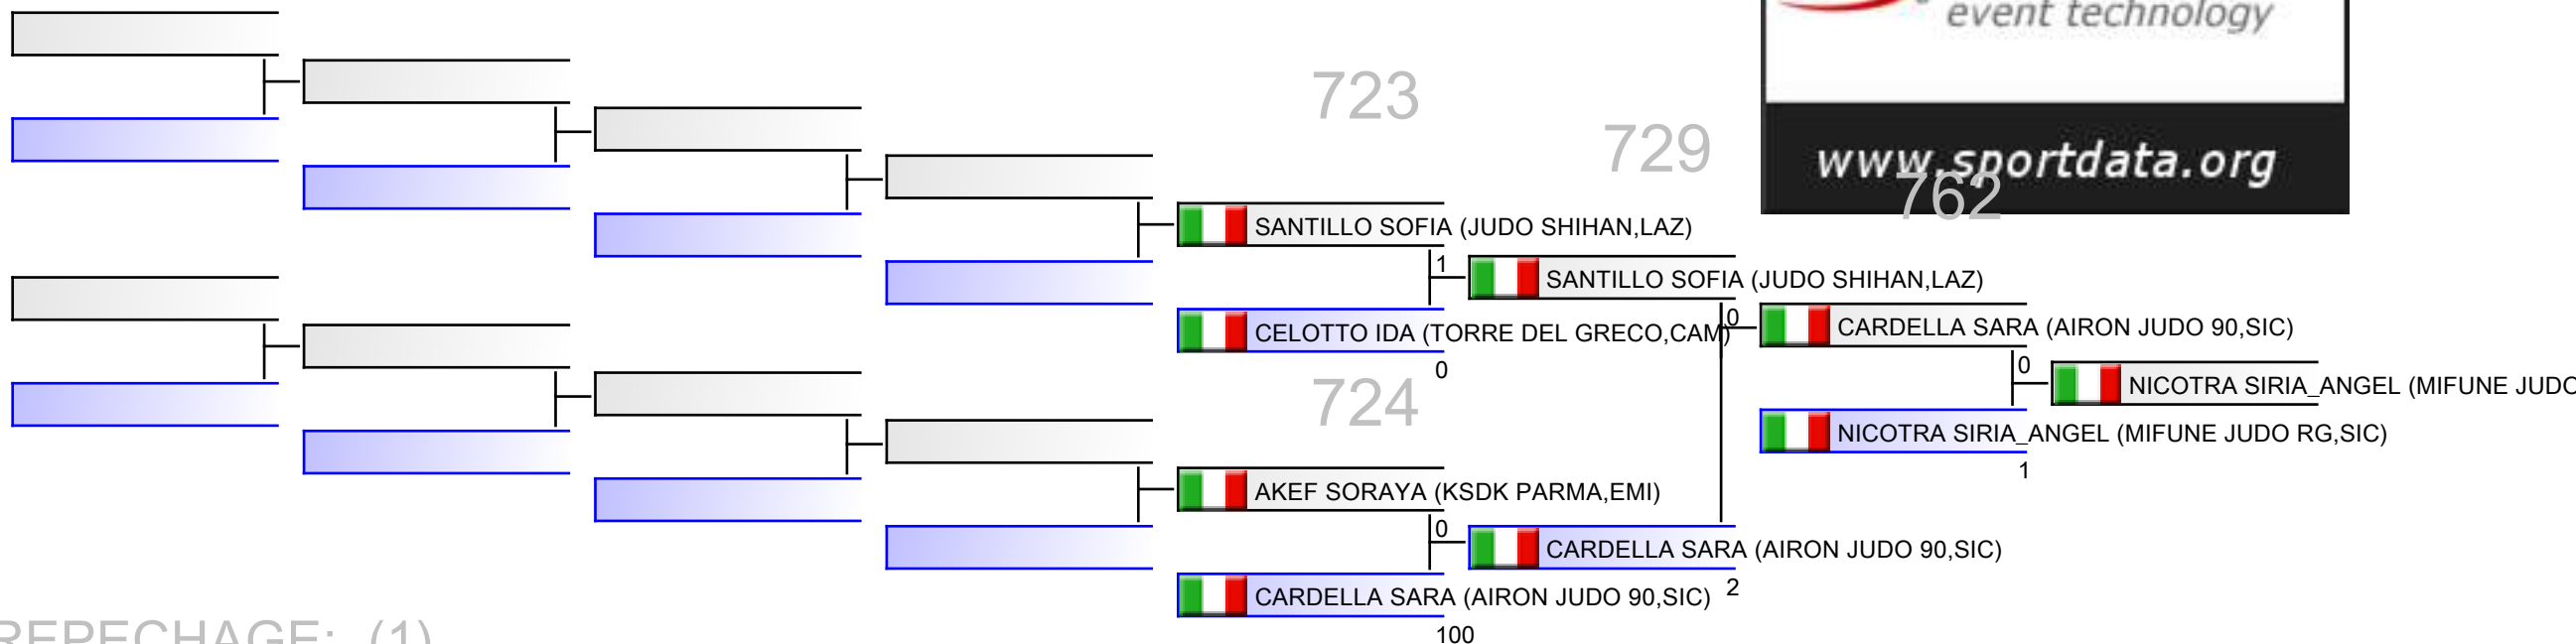 event technology
www.sportdata.org
723
729
762
SANTILLO SOFIA (JUDO SHIHAN,LAZ)
1
SANTILLO SOFIA (JUDO SHIHAN,LAZ)
CELOTTO IDA (TORRE DEL GRECO,CAM)
0
0
CARDELLA SARA (AIRON JUDO 90,SIC)
0
NICOTRA SIRIA_ANGEL (MIFUNE JUDO
NICOTRA SIRIA_ANGEL (MIFUNE JUDO RG,SIC)
1
724
AKEF SORAYA (KSDK PARMA,EMI)
0
CARDELLA SARA (AIRON JUDO 90,SIC)
2
CARDELLA SARA (AIRON JUDO 90,SIC)
100
REPECHAGE: (1)